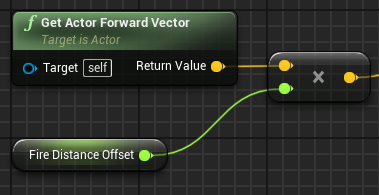 f Get Actor Forward Vector
Target is Actor
Target self Return Value
×
Fire Distance Offset